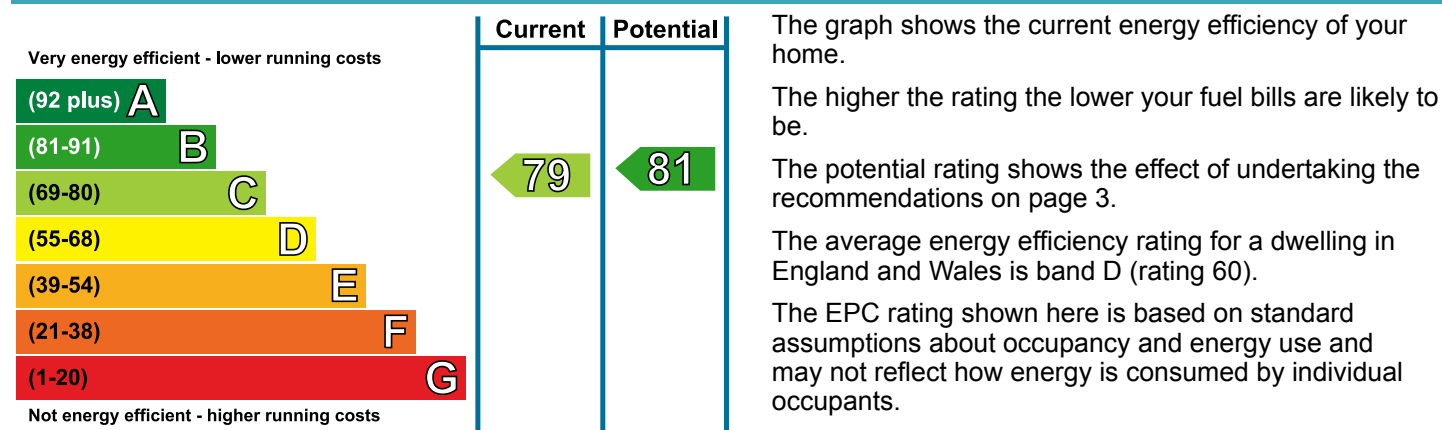 Current Potential
Very energy efficient - lower running costs
(92 plus) A
(81-91) B
(69-80) C
(55-68) D
(39-54) E
(21-38) F
(1-20) G
Not energy efficient - higher running costs
79
81
The graph shows the current energy efficiency of your
home.
The higher the rating the lower your fuel bills are likely to
be.
The potential rating shows the effect of undertaking the
recommendations on page 3.
The average energy efficiency rating for a dwelling in
England and Wales is band D (rating 60).
The EPC rating shown here is based on standard
assumptions about occupancy and energy use and
may not reflect how energy is consumed by individual
occupants.